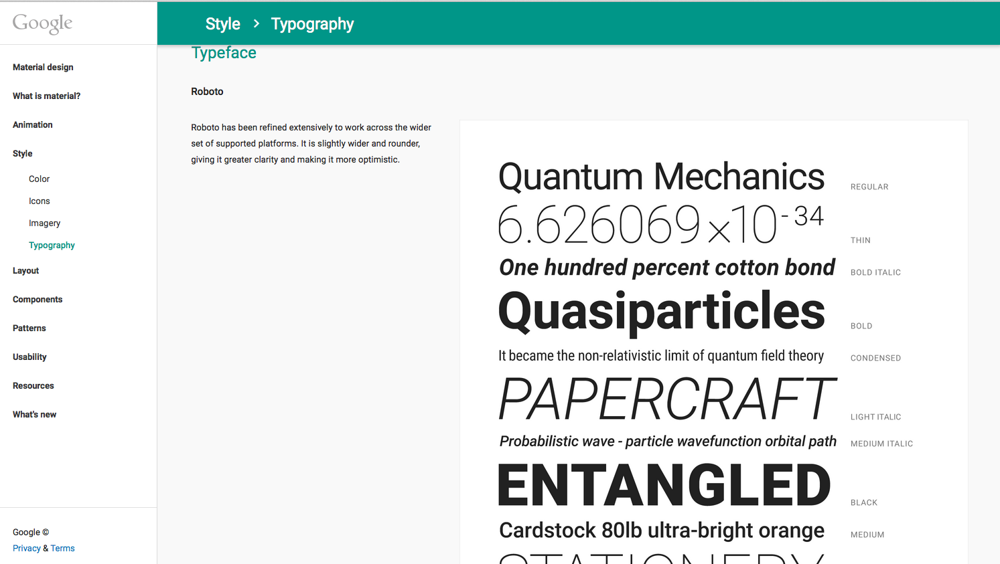 Google
Style > Typography
Material design
What is material?
Animation
Style
Color
Icons
Imagery
Typography
Layout
Components
Patterns
Usability
Resources
What's new
Google ©
Privacy & Terms
Typeface
Roboto
Roboto has been refined extensively to work across the wider
set of supported platforms. It is slightly wider and rounder,
giving it greater clarity and making it more optimistic.
Quantum Mechanics REGULAR
6.626069×10⁻³⁴ THIN
One hundred percent cotton bond BOLD ITALIC
Quasiparticles BOLD
It became the non-relativistic limit of quantum field theory CONDENSED
PAPERCRAFT LIGHT ITALIC
Probabilistic wave - particle wavefunction orbital path MEDIUM ITALIC
ENTANGLED BLACK
Cardstock 80lb ultra-bright orange MEDIUM
STATIONERY